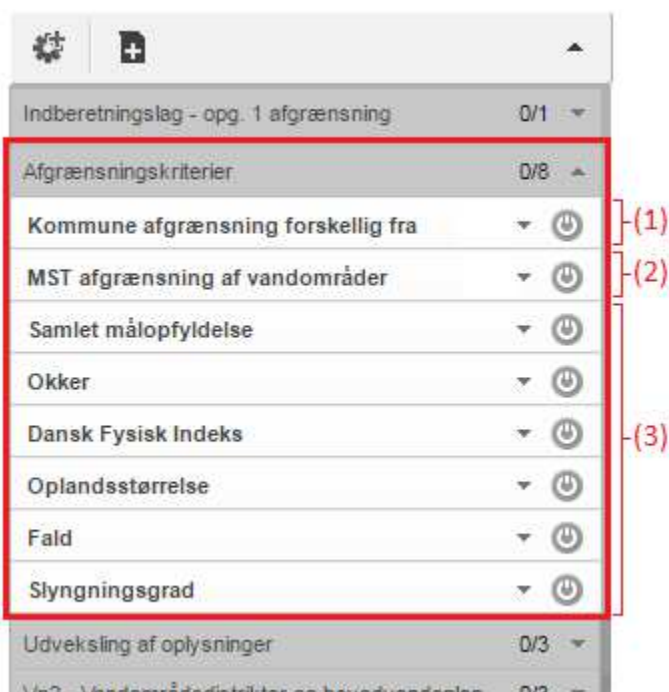 Indberetningslag - opg. 1 afgrænsning 0/1
Afgrænsningskriterier 0/8
Kommune afgrænsning forskellig fra (1)
MST afgrænsning af vandområder (2)
Samlet målopfyldelse
Okker
Dansk Fysisk Indeks (3)
Oplandsstørrelse
Fald
Slyngningsgrad
Udveksling af oplysninger 0/3